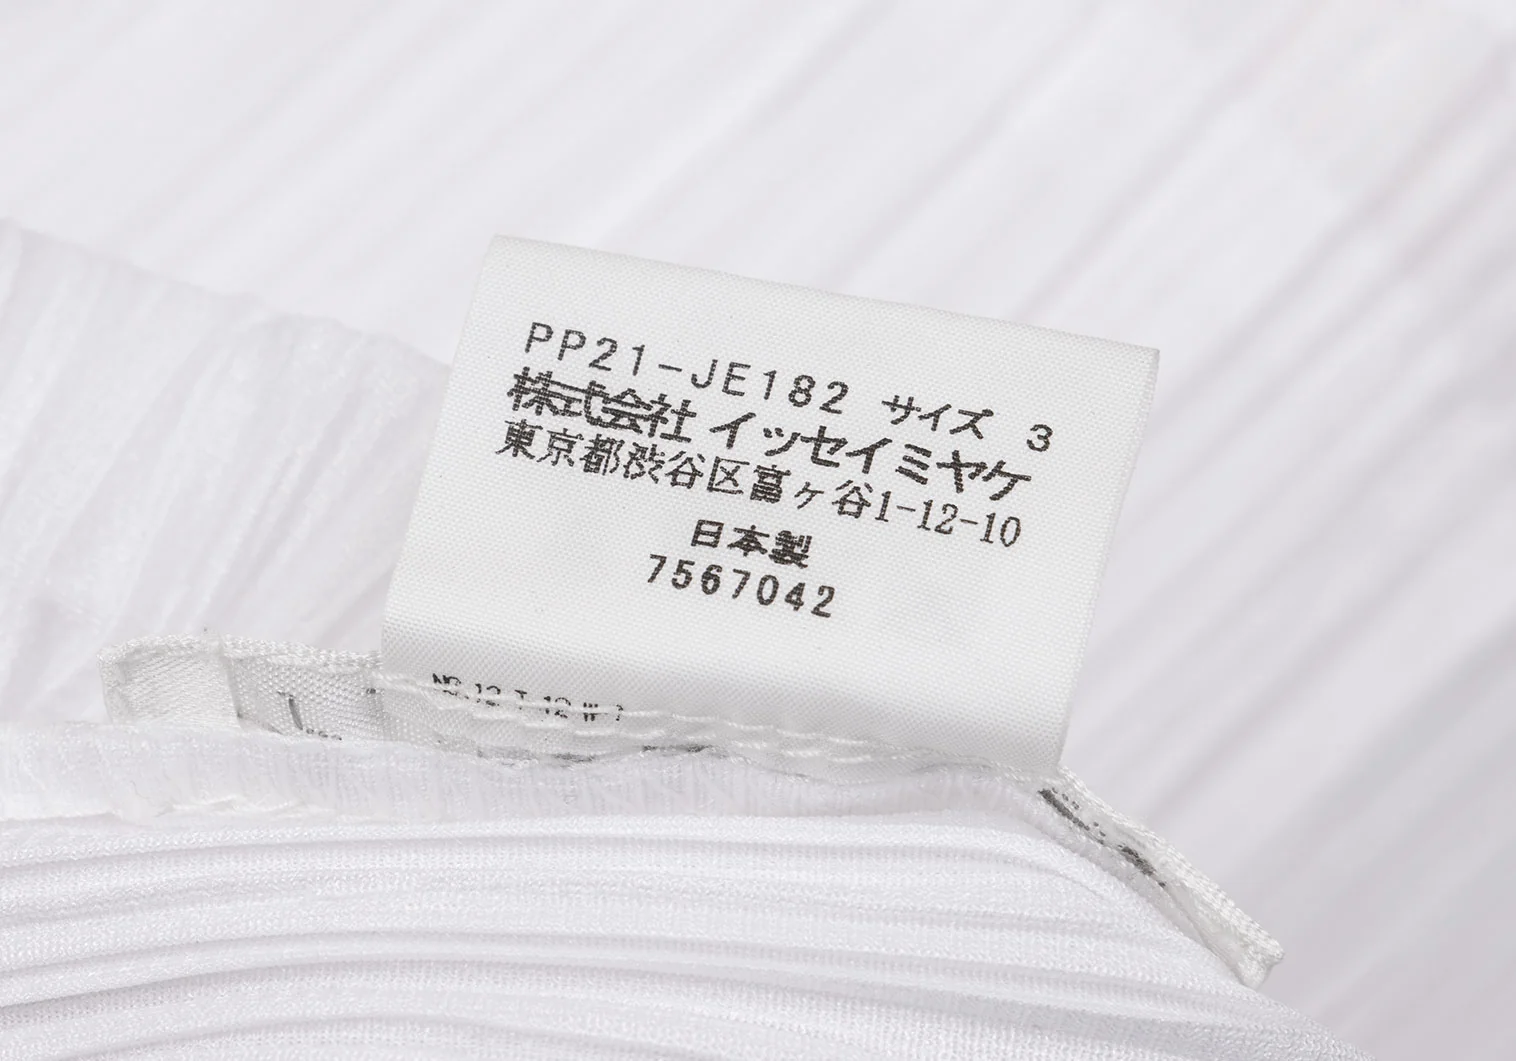 PP21-JE182 サイズ 3
株式会社 イッセイミヤケ
東京都渋谷区富ヶ谷1-12-10
日本製
7567042